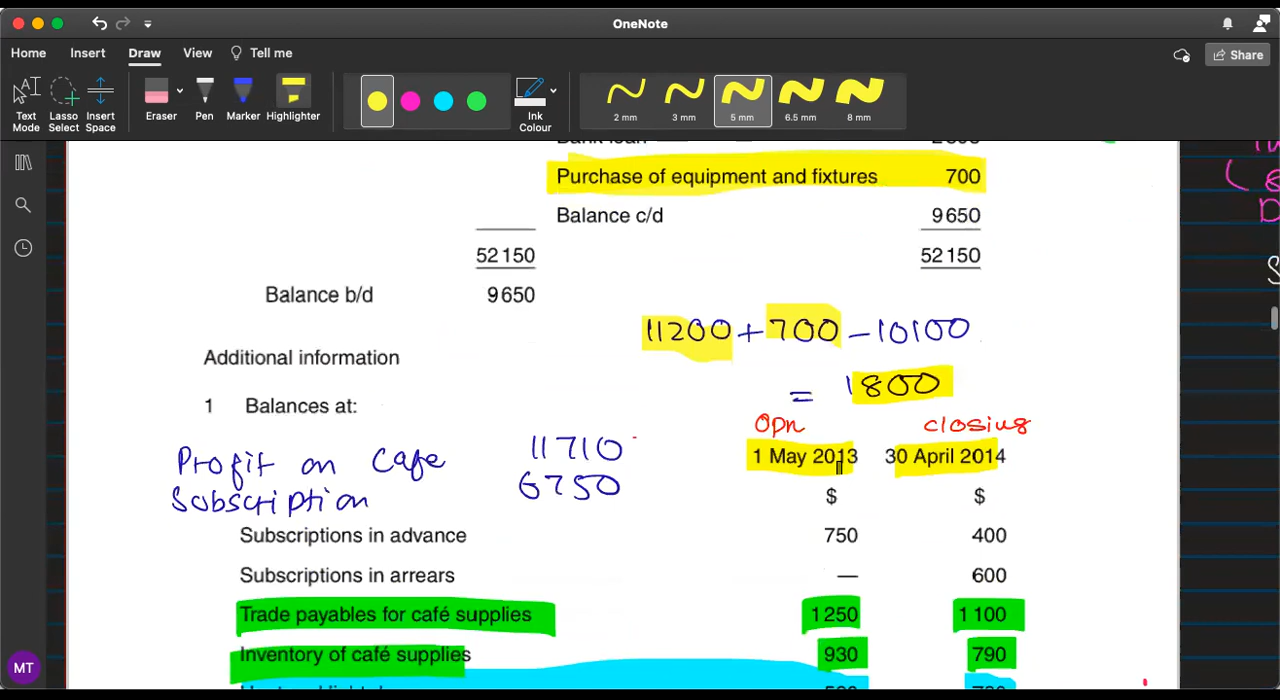 OneNote
Home Insert Draw View Tell me
Share
Text Mode
Lasso Select
Insert Space
Eraser
Pen
Marker
Highlighter
Ink Colour
2 mm
3 mm
5 mm
6.5 mm
8 mm
Purchase of equipment and fixtures 700
Balance c/d 9650
52150 52150
Balance b/d 9650
11200 + 700 - 10100
= 1800
Additional information
1 Balances at:
Opn closing
1 May 2013 30 April 2014
Profit on Cafe 11710
Subscription 6750
$ $
Subscriptions in advance 750 400
Subscriptions in arrears — 600
Trade payables for café supplies 1250 1100
Inventory of café supplies 930 790
MT